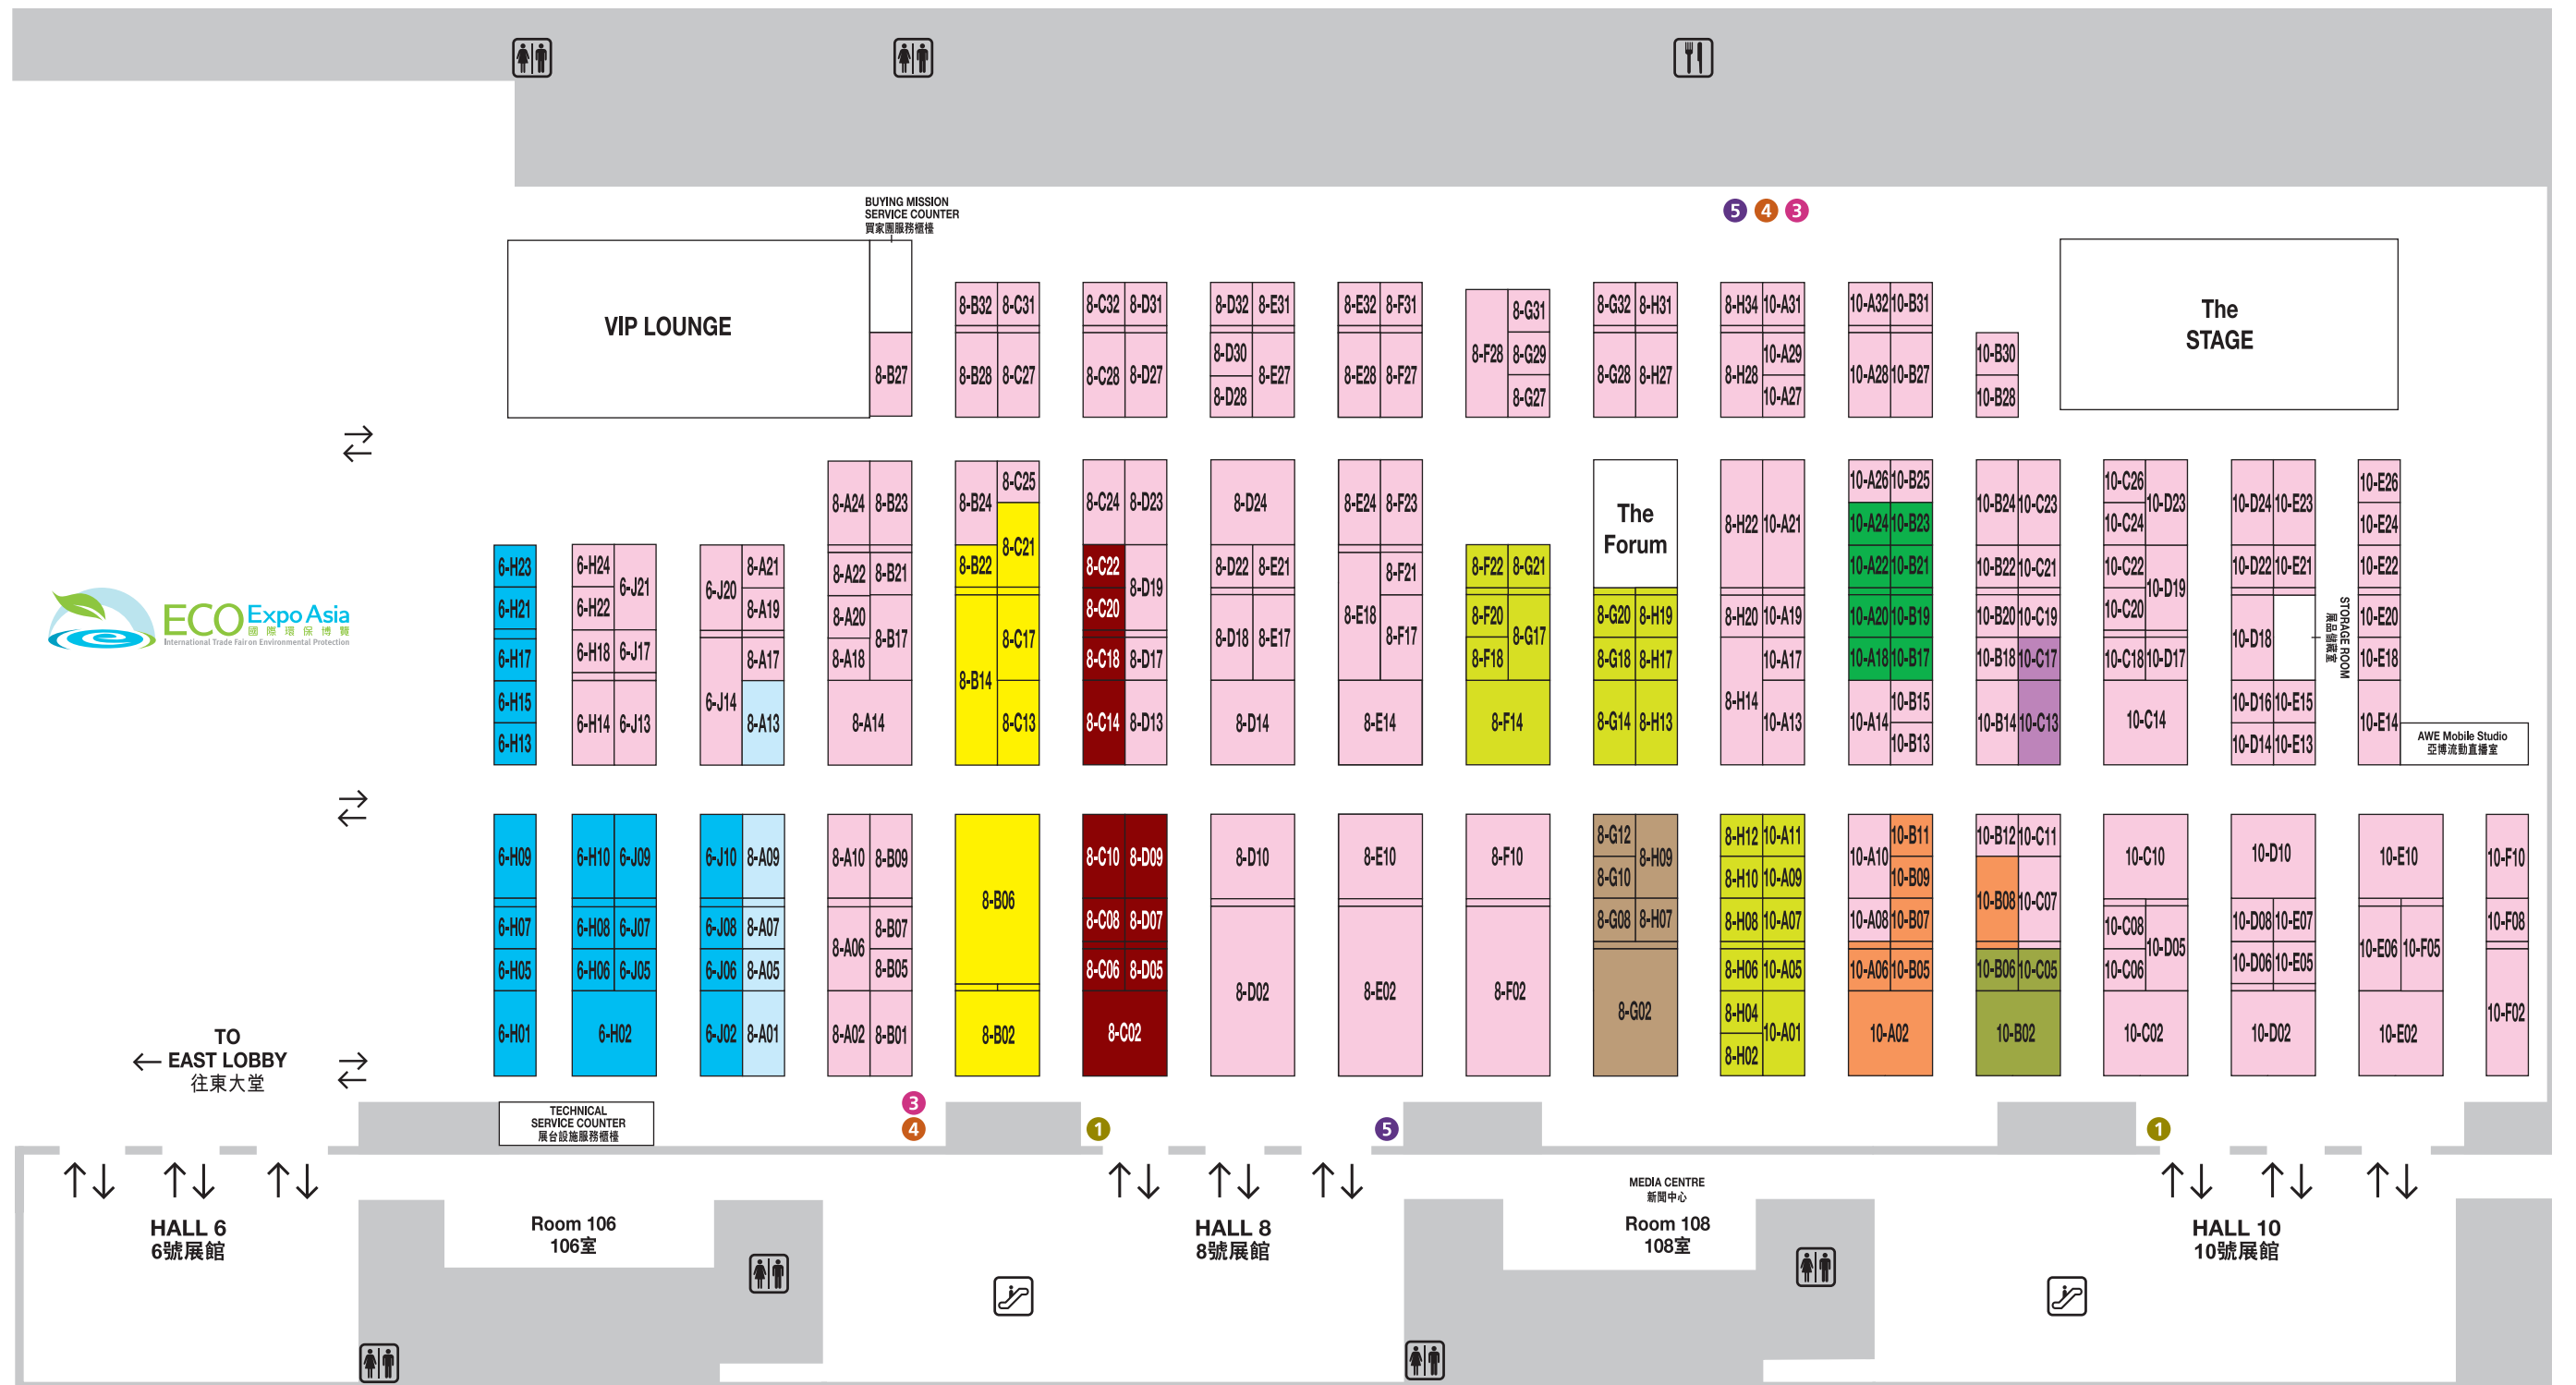 BUYING MISSION
SERVICE COUNTER
買家團服務櫃檯
5 4 3
VIP LOUNGE
The
STAGE
8-B32 8-C31 8-C32 8-D31 8-D32 8-E31 8-E32 8-F31 8-G31 8-G32 8-H31 8-H34 10-A31 10-A32 10-B31
8-B27 8-B28 8-C27 8-C28 8-D27 8-D30 8-D28 8-E27 8-E28 8-F27 8-F28 8-G29 8-G27 8-G28 8-H27 8-H28 10-A29 10-A27 10-A28 10-B27 10-B30 10-B28
The
Forum
8-A24 8-B23 8-B24 8-C25 8-C24 8-D23 8-D24 8-E24 8-F23 8-H22 10-A21 10-A26 10-B25 10-B24 10-C23 10-C26 10-C24 10-D23 10-D24 10-E23 10-E26
10-A24 10-B23 10-E24
6-H23 6-H24 6-J21 6-J20 8-A21 8-A22 8-B21 8-B22 8-C21 8-C22 8-D19 8-D22 8-E21 8-F21 8-F22 8-G21 10-A22 10-B21 10-B22 10-C21 10-C22 10-D19 10-D22 10-E21 10-E22
6-H21 6-H22 8-A19 8-A20 8-B17 8-C17 8-C20 8-D18 8-E17 8-E18 8-F17 8-F20 8-G17 8-G20 8-H19 8-H20 10-A19 10-A20 10-B19 10-B20 10-C19 10-C20 10-D18 10-E20
STORAGE ROOM
展品儲藏室
6-H17 6-H18 6-J17 8-A17 8-A18 8-B14 8-C18 8-D17 8-F18 8-G18 8-H17 10-A17 10-A18 10-B17 10-B18 10-C17 10-C18 10-D17 10-E18
6-H15 6-H13 6-H14 6-J13 6-J14 8-A13 8-A14 8-C13 8-C14 8-D13 8-D14 8-E14 8-F14 8-G14 8-H13 8-H14 10-A13 10-A14 10-B15 10-B13 10-B14 10-C13 10-C14 10-D16 10-E15 10-D14 10-E13 10-E14
AWE Mobile Studio
亞博流動直播室
ECO Expo Asia
國際環保博覽
International Trade Fair on Environmental Protection
6-H09 6-H10 6-J09 6-J10 8-A09 8-A10 8-B09 8-B06 8-C10 8-D09 8-D10 8-E10 8-F10 8-G12 8-G10 8-H09 8-H12 10-A11 8-H10 10-A09 10-A10 10-B11 10-B09 10-B12 10-C11 10-B08 10-C07 10-C10 10-D10 10-E10 10-F10
6-H07 6-H08 6-J07 6-J08 8-A07 8-A06 8-B07 8-C08 8-D07 8-G08 8-H07 8-H08 10-A07 10-A08 10-B07 10-C08 10-D05 10-D08 10-E07 10-E06 10-F05 10-F08
6-H05 6-H06 6-J05 6-J06 8-A05 8-B05 8-C06 8-D05 8-H06 10-A05 10-A06 10-B05 10-B06 10-C05 10-C06 10-D06 10-E05
6-H01 6-H02 6-J02 8-A01 8-A02 8-B01 8-B02 8-C02 8-D02 8-E02 8-F02 8-G02 8-H04 8-H02 10-A01 10-A02 10-B02 10-C02 10-D02 10-E02 10-F02
TO
EAST LOBBY
往東大堂
TECHNICAL
SERVICE COUNTER
展台設施服務櫃檯
3
4
1
5
1
HALL 6
6號展館
Room 106
106室
HALL 8
8號展館
MEDIA CENTRE
新聞中心
Room 108
108室
HALL 10
10號展館